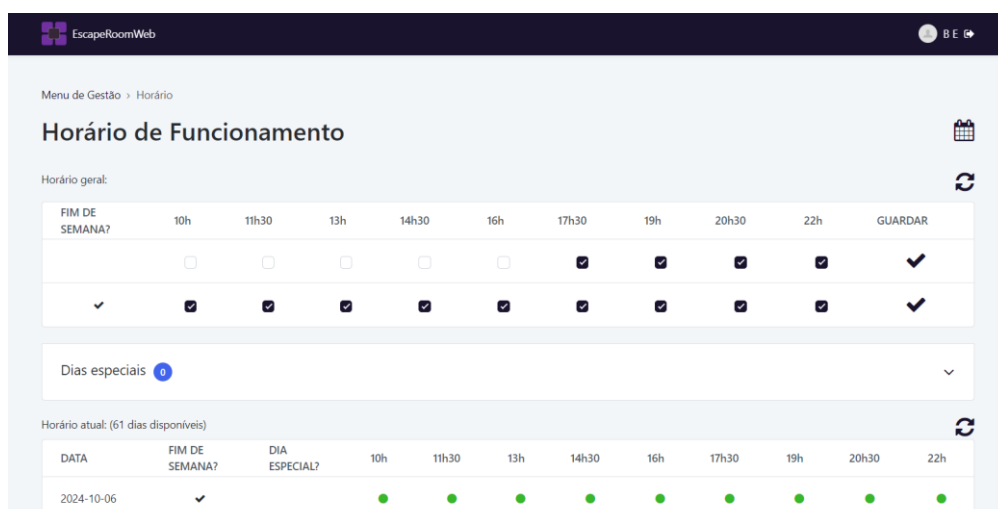 EscapeRoomWeb
B E
Menu de Gestão › Horário
Horário de Funcionamento
Horário geral:
FIM DE SEMANA? 10h 11h30 13h 14h30 16h 17h30 19h 20h30 22h GUARDAR
Dias especiais 0
Horário atual: (61 dias disponíveis)
DATA FIM DE SEMANA? DIA ESPECIAL? 10h 11h30 13h 14h30 16h 17h30 19h 20h30 22h
2024-10-06